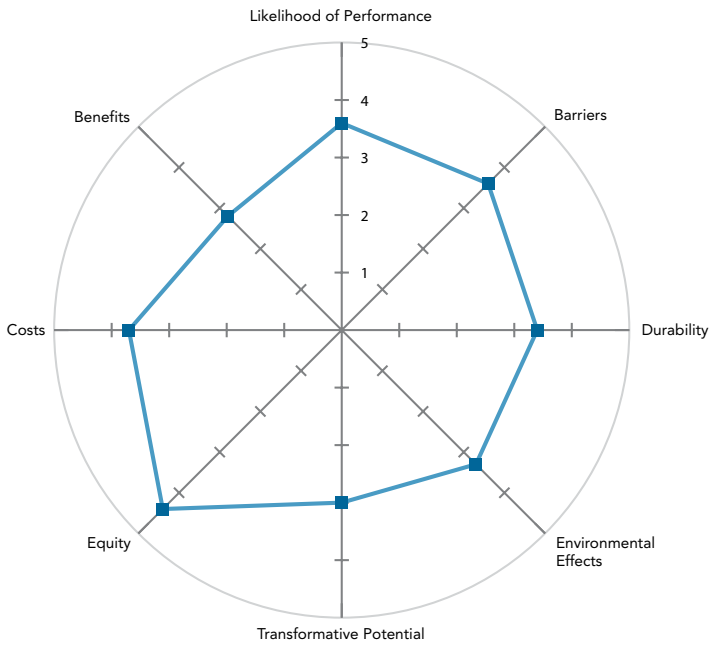 Likelihood of Performance
5
Benefits
4
Barriers
3
2
1
Costs
Durability
Equity
Environmental
Effects
Transformative Potential